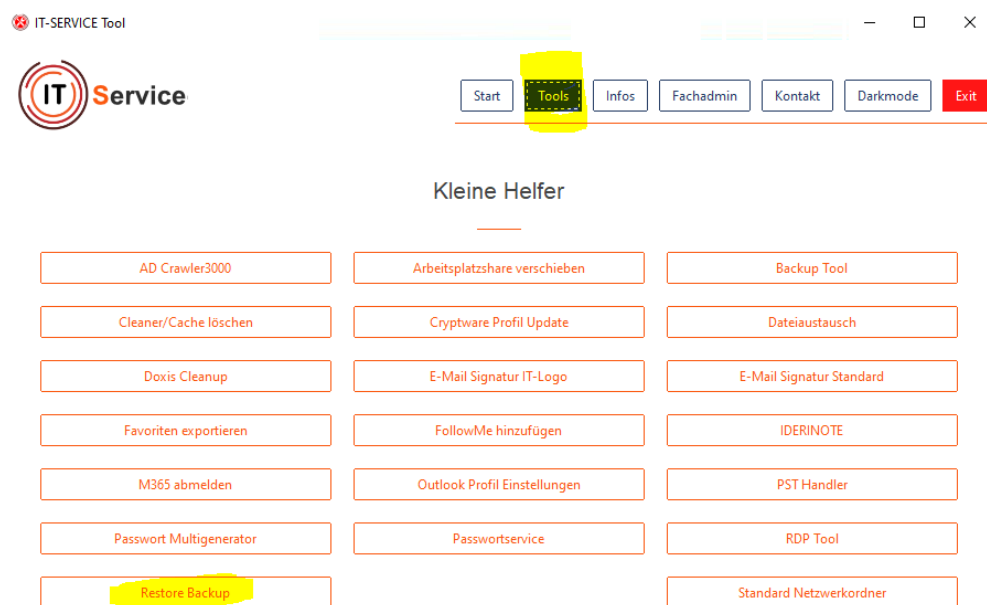 IT-SERVICE Tool
IT Service
Start Tools Infos Fachadmin Kontakt Darkmode Exit
Kleine Helfer
AD Crawler3000 Arbeitsplatzshare verschieben Backup Tool
Cleaner/Cache löschen Cryptware Profil Update Dateiaustausch
Doxis Cleanup E-Mail Signatur IT-Logo E-Mail Signatur Standard
Favoriten exportieren FollowMe hinzufügen IDERINOTE
M365 abmelden Outlook Profil Einstellungen PST Handler
Passwort Multigenerator Passwortservice RDP Tool
Restore Backup Standard Netzwerkordner